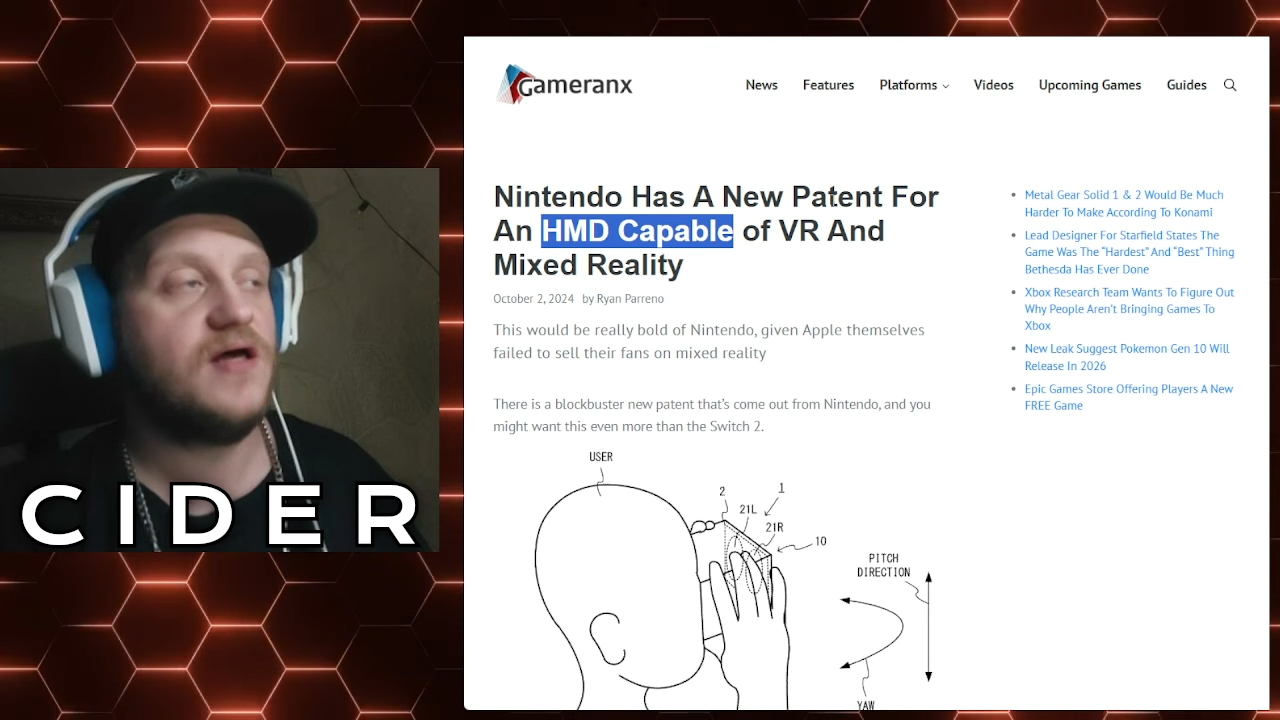 Gameranx
News Features Platforms Videos Upcoming Games Guides
Nintendo Has A New Patent For
An HMD Capable of VR And
Mixed Reality
October 2, 2024 by Ryan Parreno
This would be really bold of Nintendo, given Apple themselves
failed to sell their fans on mixed reality
There is a blockbuster new patent that's come out from Nintendo, and you
might want this even more than the Switch 2.
USER
2
1
21L
21R
10
PITCH
DIRECTION
YAW
Metal Gear Solid 1 & 2 Would Be Much
Harder To Make According To Konami
Lead Designer For Starfield States The
Game Was The “Hardest” And “Best” Thing
Bethesda Has Ever Done
Xbox Research Team Wants To Figure Out
Why People Aren't Bringing Games To
Xbox
New Leak Suggest Pokemon Gen 10 Will
Release In 2026
Epic Games Store Offering Players A New
FREE Game
CIDER